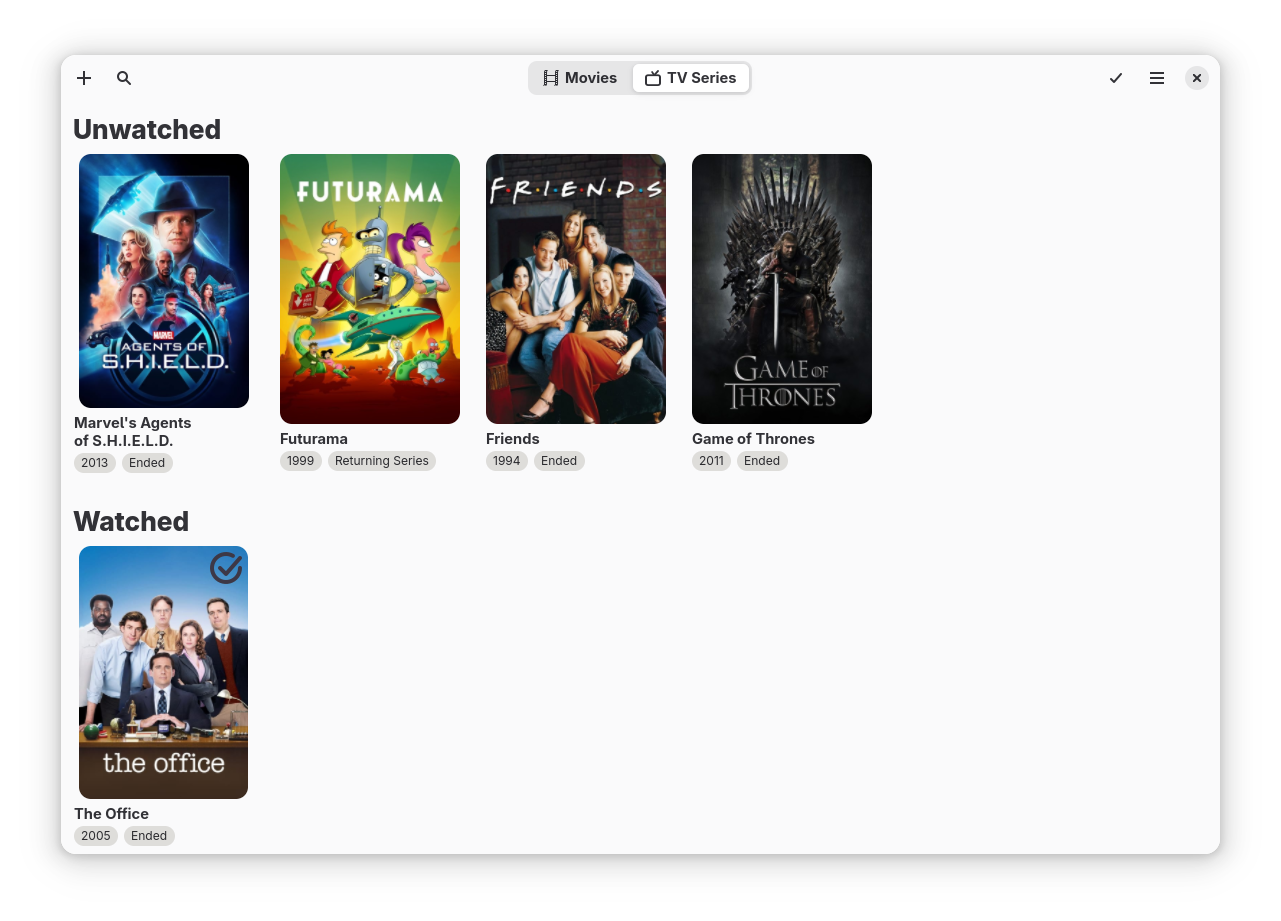 Movies
TV Series
Unwatched
MARVEL
AGENTS OF
S.H.I.E.L.D.
FUTURAMA
F·R·I·E·N·D·S
GAME OF
THRONES
Marvel's Agents
of S.H.I.E.L.D.
2013
Ended
Futurama
1999
Returning Series
Friends
1994
Ended
Game of Thrones
2011
Ended
Watched
the office
The Office
2005
Ended